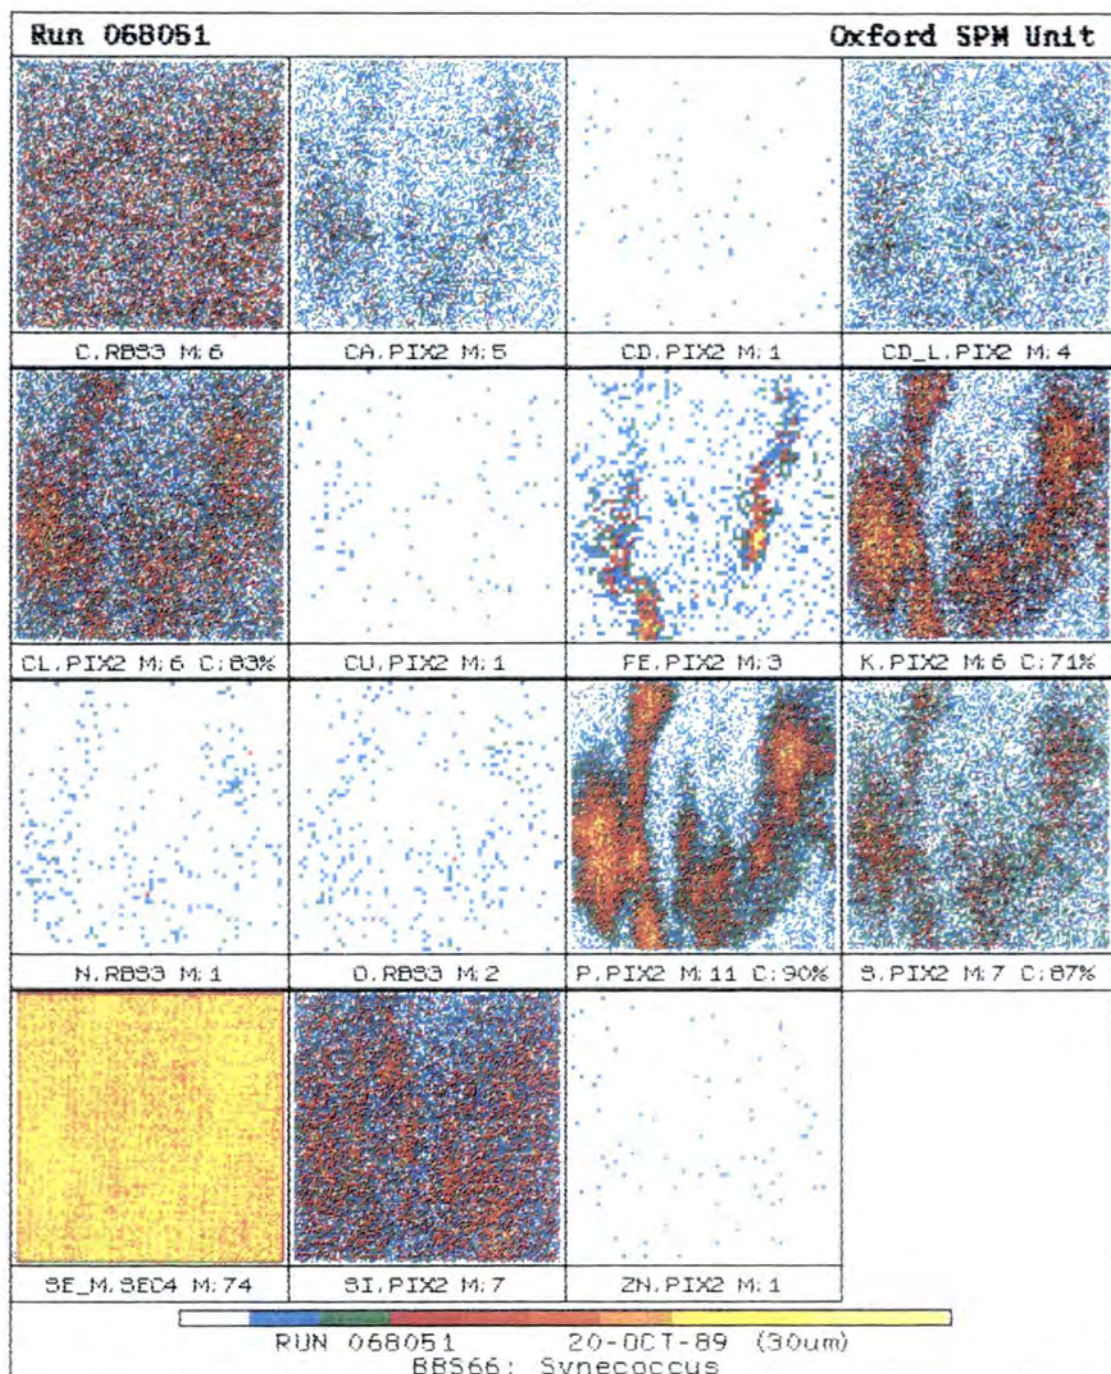 Run 068051 Oxford SPM Unit
C.RBS3 M:6 CA.PIX2 M:5 CD.PIX2 M:1 CD_L.PIX2 M:4
CL.PIX2 M:6 C:83% CU.PIX2 M:1 FE.PIX2 M:3 K.PIX2 M:6 C:71%
N.RBS3 M:1 O.RBS3 M:2 P.PIX2 M:11 C:90% S.PIX2 M:7 C:87%
SE_M.SEC4 M:74 SI.PIX2 M:7 ZN.PIX2 M:1
RUN 068051 20-OCT-89 (30um)
BBS66: Synecoccus